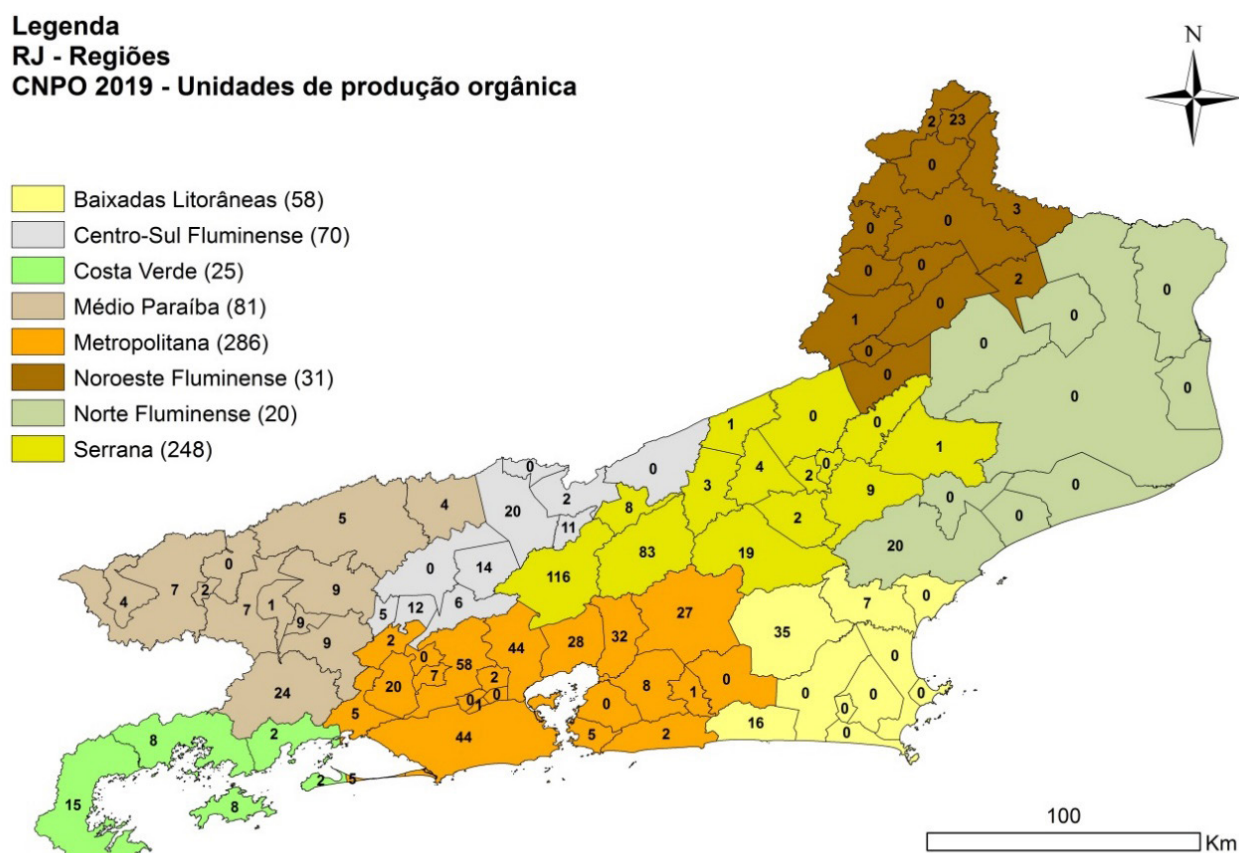 Legenda
RJ - Regiões
CNPO 2019 - Unidades de produção orgânica
N
Baixadas Litorâneas (58)
Centro-Sul Fluminense (70)
Costa Verde (25)
Médio Paraíba (81)
Metropolitana (286)
Noroeste Fluminense (31)
Norte Fluminense (20)
Serrana (248)
2 23
0
3
0 0
0 0 2 0
1 0 0
0 0
0 0 0
1 0 0 1
0 0 4 2 0
3 9
5 4 20 2 8 2 0 0 0
11
83 19 20
0 0 14 116
4 7 2 7 1 9 5 12 6 27 7 0
9 2 44 28 32 35
9 0 58 0
24 20 7 2 8 1 0 0 0 0
5 0 1 0 0 0
8 2 44 5 2 16 0
15 8 2 5
100
Km